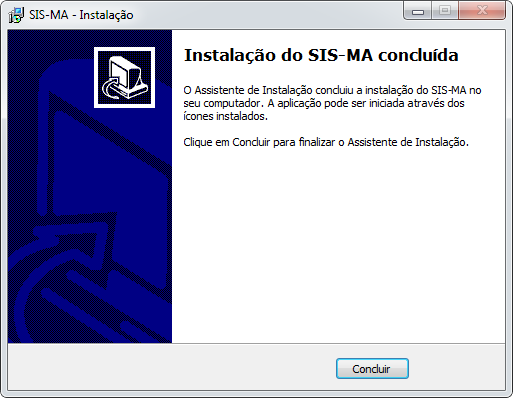 SIS-MA - Instalação
Instalação do SIS-MA concluída
O Assistente de Instalação concluiu a instalação do SIS-MA no
seu computador. A aplicação pode ser iniciada através dos
ícones instalados.
Clique em Concluir para finalizar o Assistente de Instalação.
Concluir